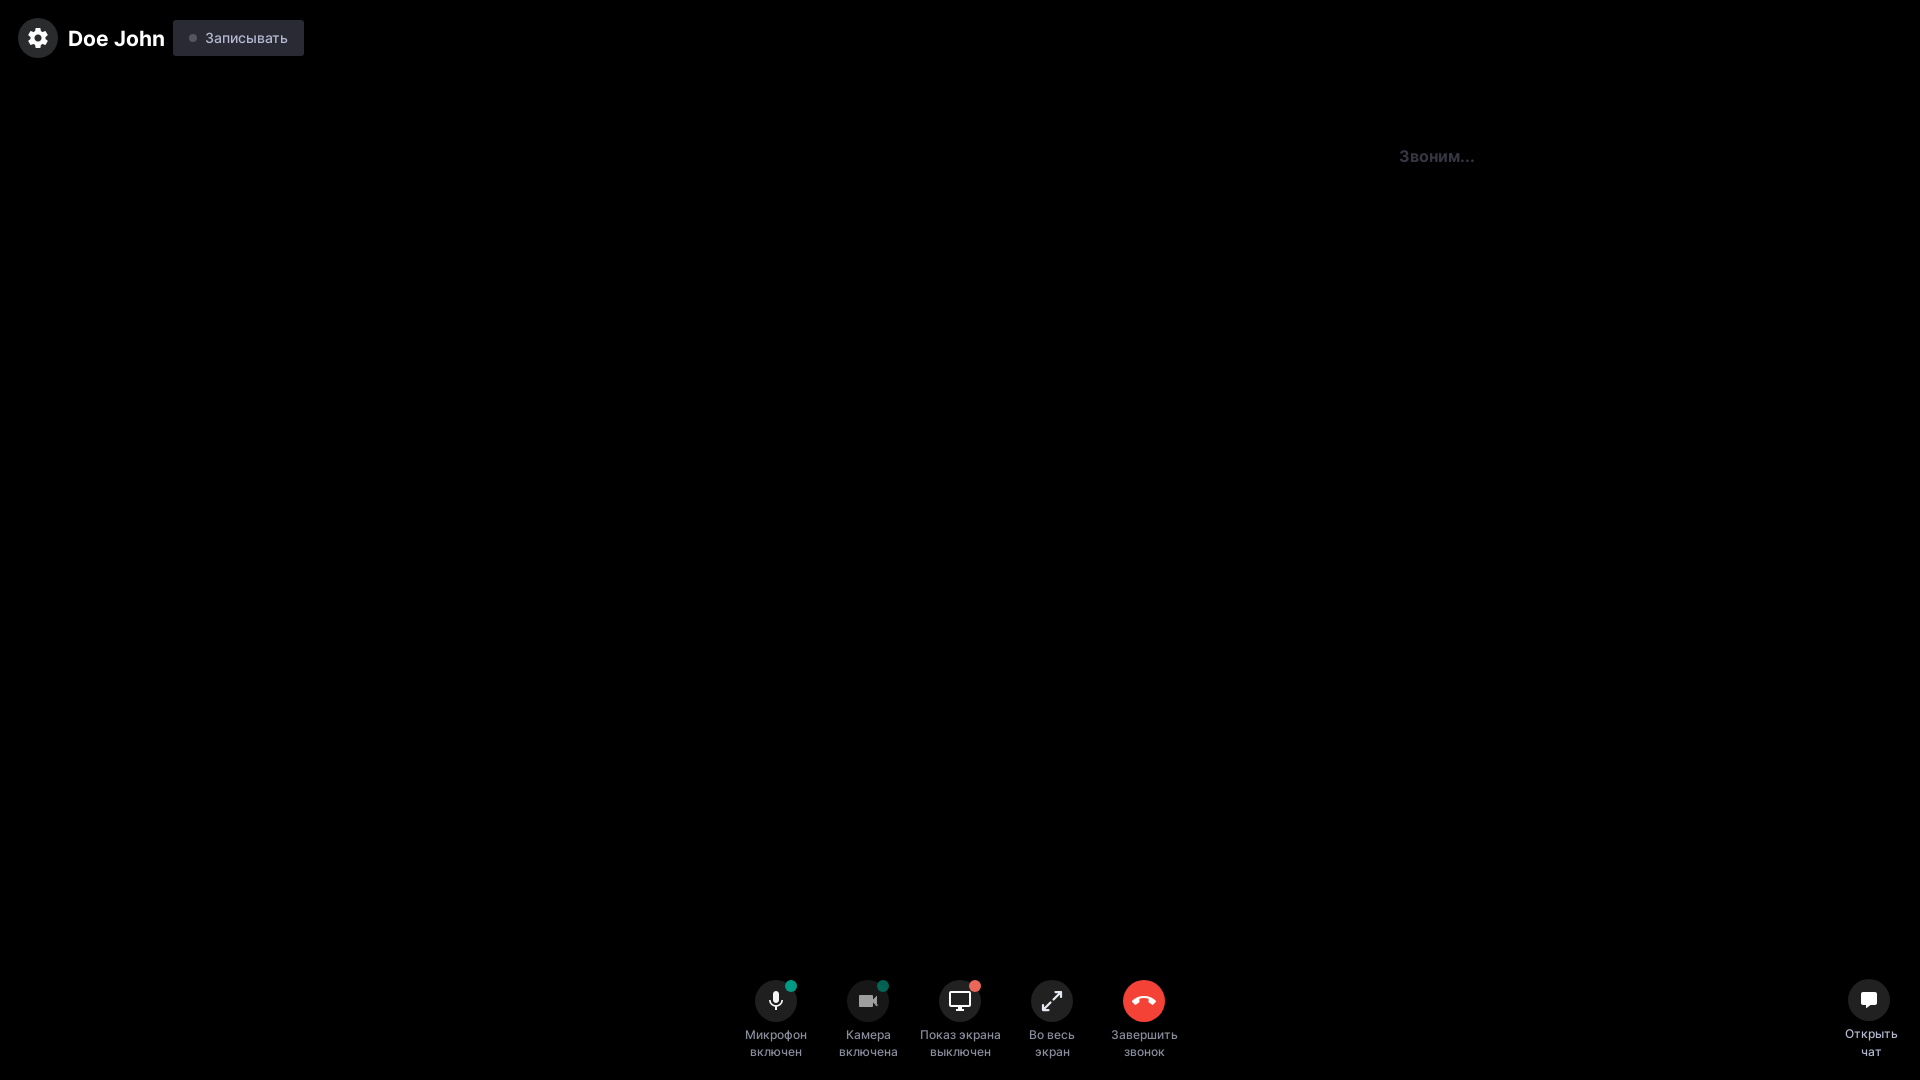 Doe John
Записывать
Звоним...
Микрофон
включен
Камера
включена
Показ экрана
выключен
Во весь
экран
Завершить
звонок
Открыть
чат